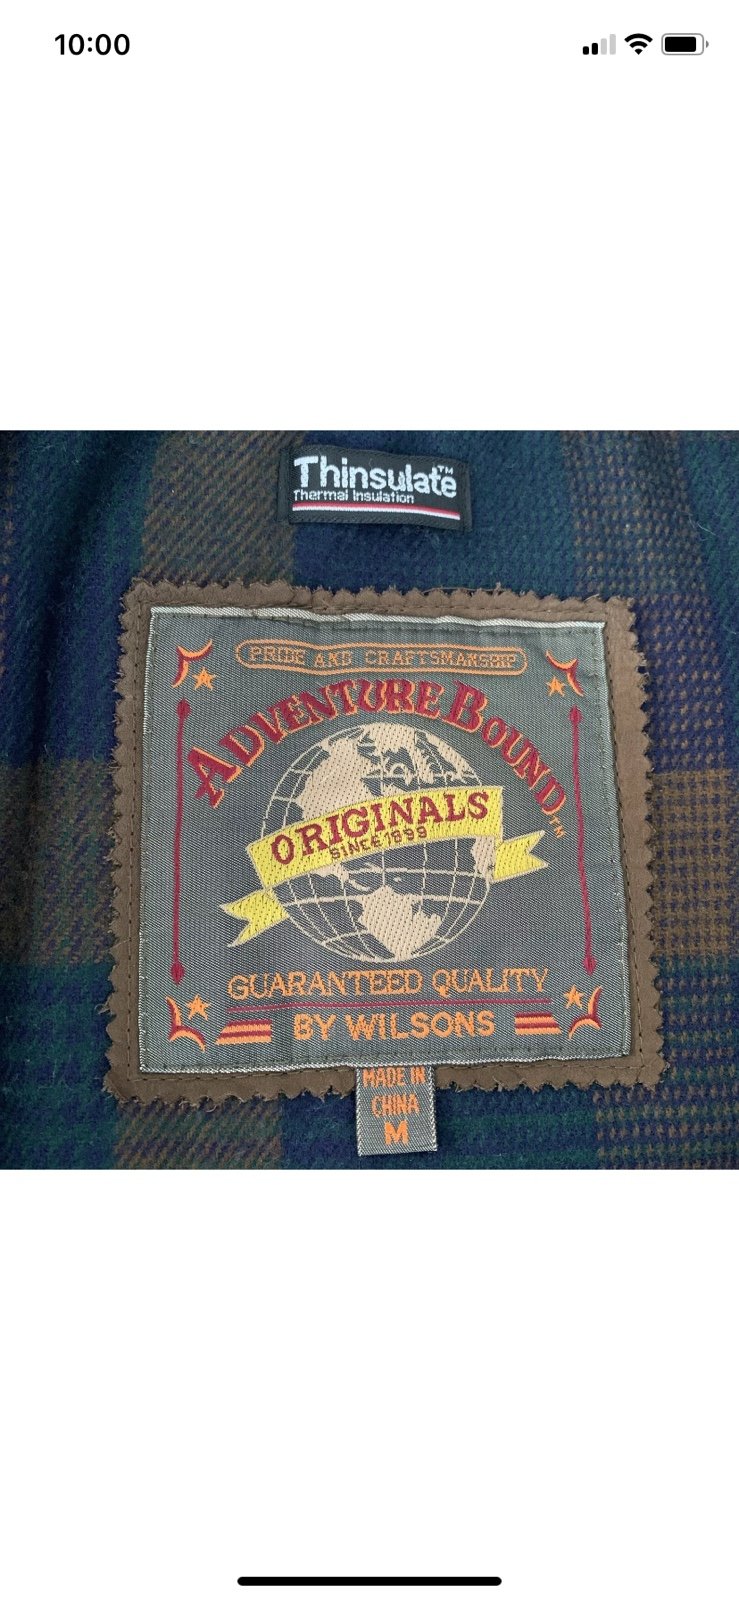 10:00
Thinsulate™
Thermal Insulation
PRIDE AND CRAFTSMANSHIP
ADVENTURE BOUND™
ORIGINALS
SINCE 1899
GUARANTEED QUALITY
BY WILSONS
MADE IN
CHINA
M